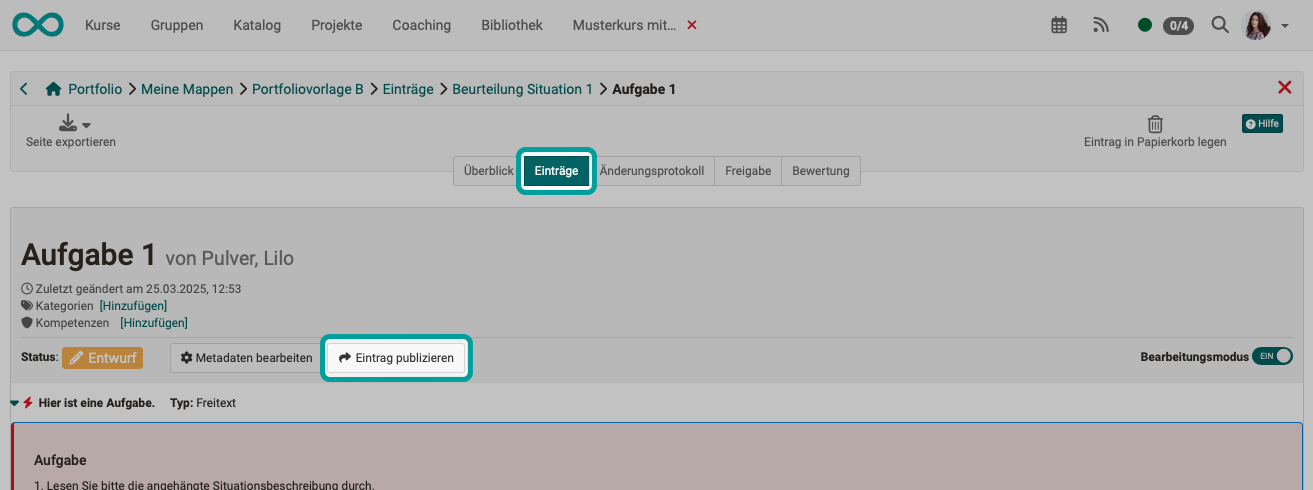 Kurse Gruppen Katalog Projekte Coaching Bibliothek Musterkurs mit... 0/4
Portfolio Meine Mappen Portfoliovorlage B Einträge Beurteilung Situation 1 Aufgabe 1
Seite exportieren Eintrag in Papierkorb legen Hilfe
Überblick Einträge Änderungsprotokoll Freigabe Bewertung
Aufgabe 1 von Pulver, Lilo
Zuletzt geändert am 25.03.2025, 12:53
Kategorien [Hinzufügen]
Kompetenzen [Hinzufügen]
Status: Entwurf Metadaten bearbeiten Eintrag publizieren Bearbeitungsmodus EIN
Hier ist eine Aufgabe. Typ: Freitext
Aufgabe
1. Lesen Sie bitte die angehängte Situationsbeschreibung durch.